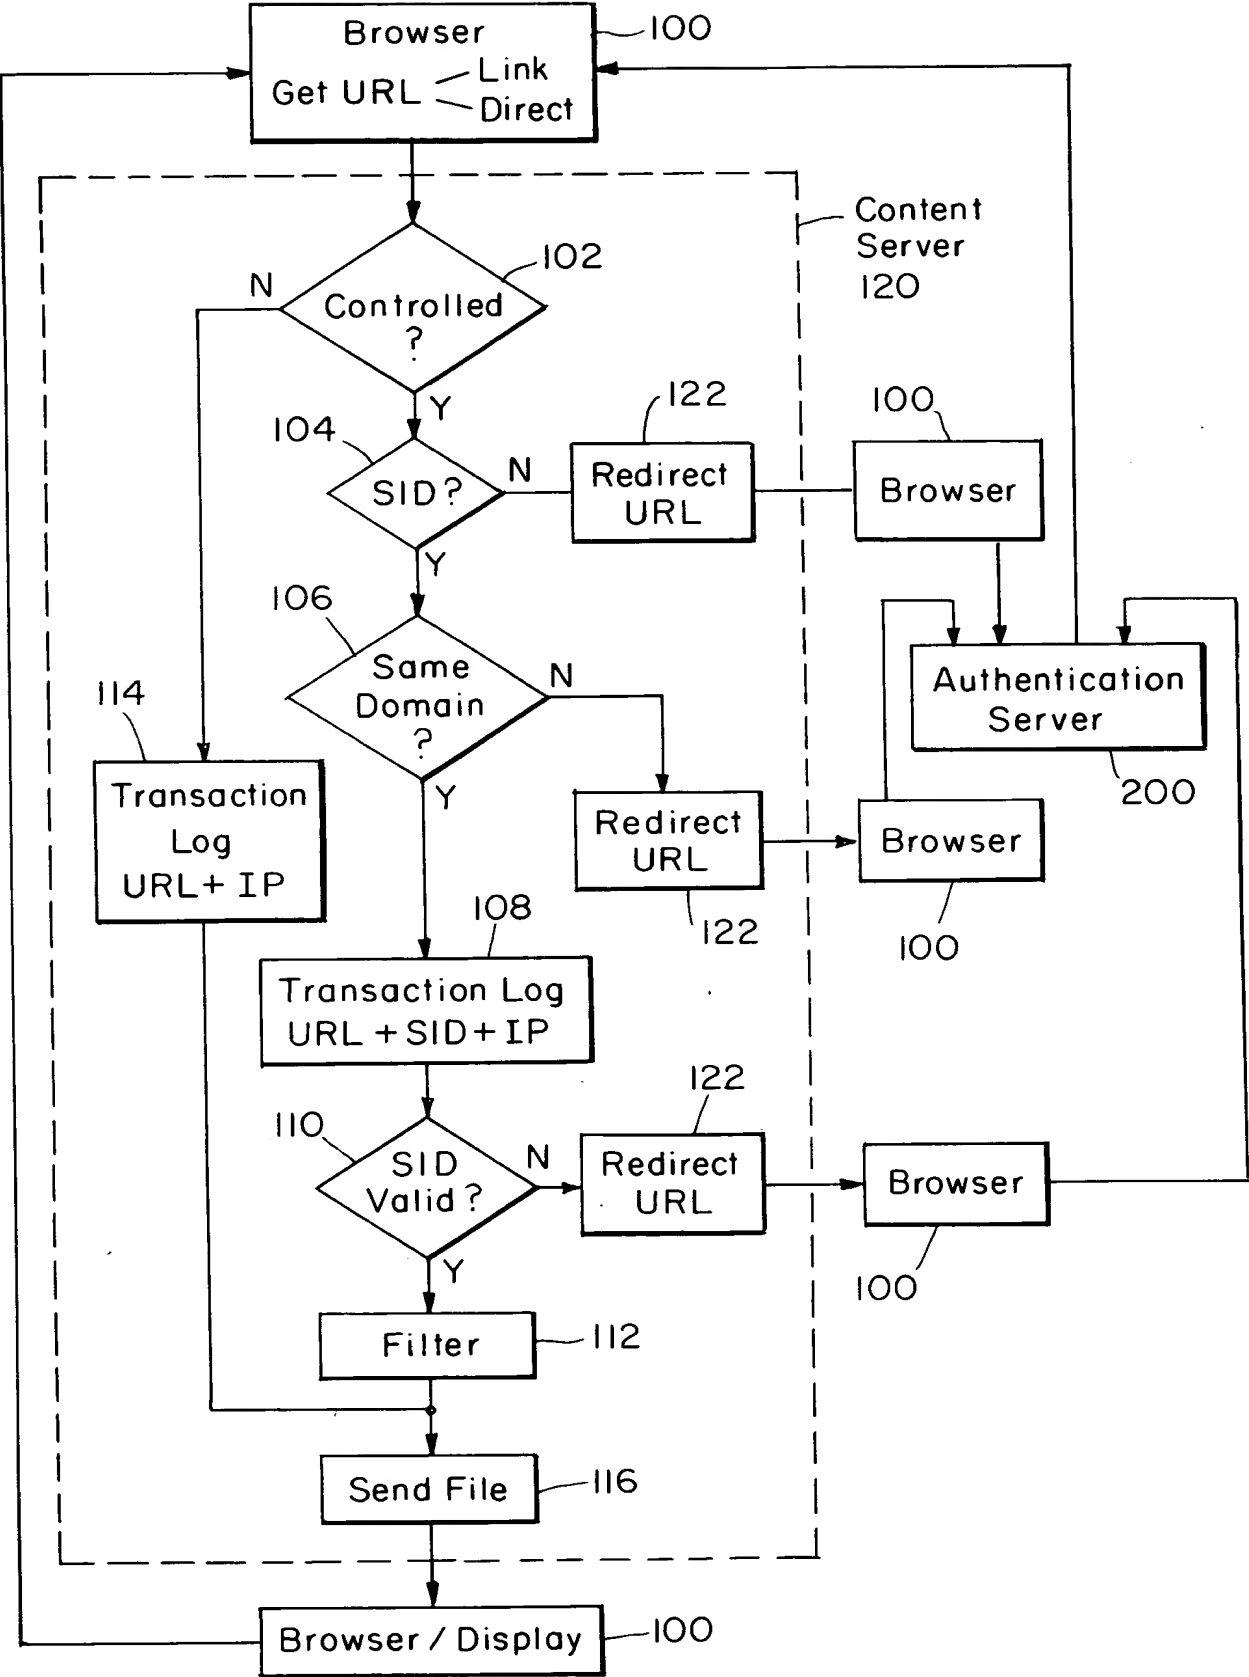 Browser
100
Get URL
Link
Direct
Content
Server
120
102
N
Controlled
?
Y
104
SID?
N
122
Redirect
URL
100
Browser
Y
106
Same
Domain
?
N
Authentication
Server
200
114
Transaction
Log
URL+ IP
Y
Redirect
URL
122
Browser
100
108
Transaction Log
URL + SID + IP
110
SID
Valid?
N
122
Redirect
URL
Browser
100
Y
Filter
112
Send File
116
Browser / Display
100